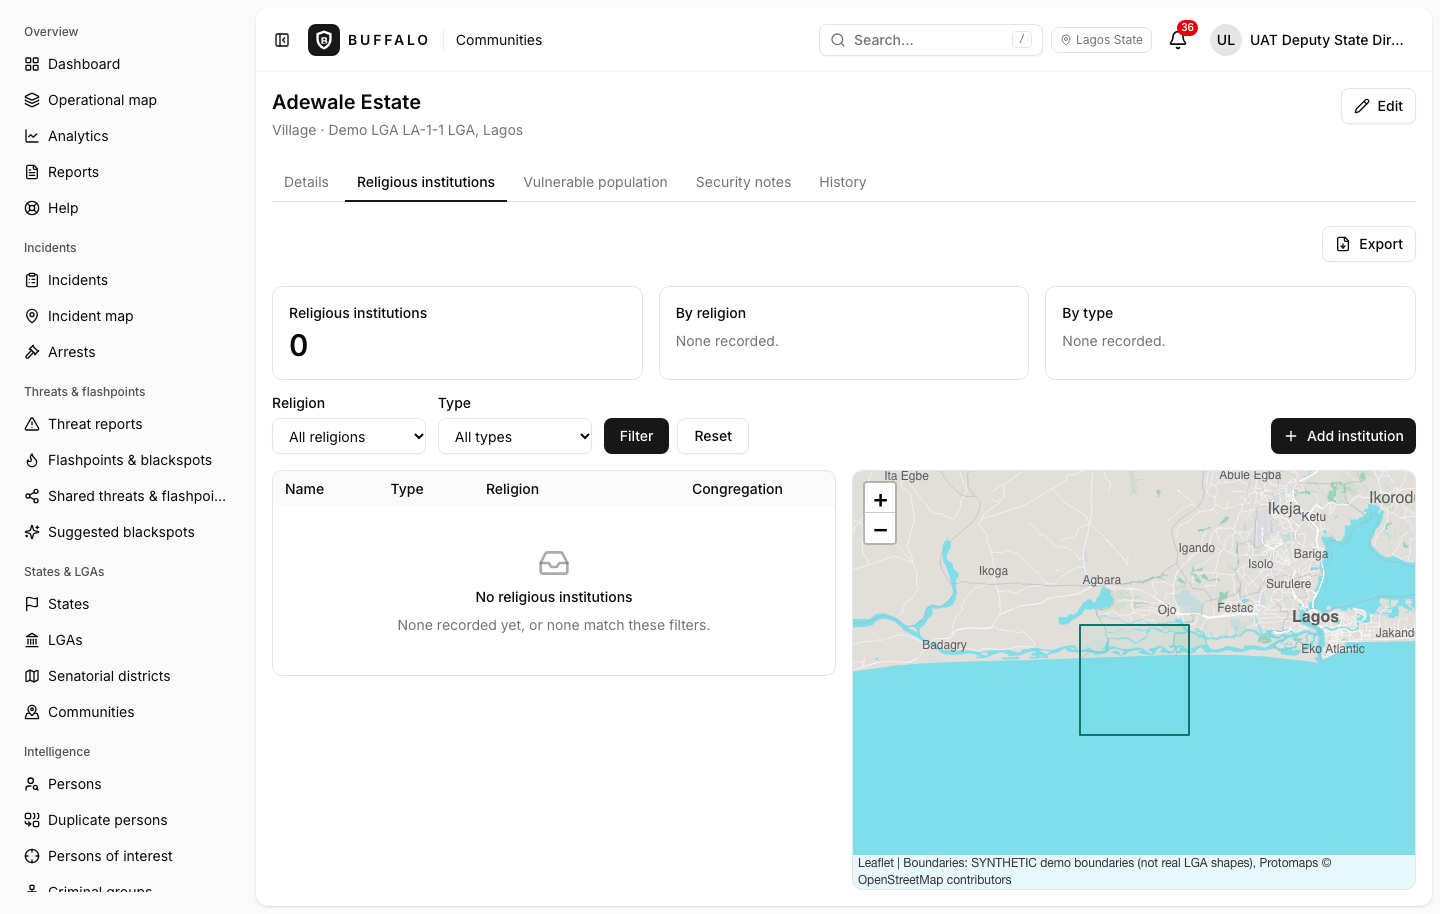 Overview
Dashboard
Operational map
Analytics
Reports
Help
Incidents
Incidents
Incident map
Arrests
Threats & flashpoints
Threat reports
Flashpoints & blackspots
Shared threats & flashpoi...
Suggested blackspots
States & LGAs
States
LGAs
Senatorial districts
Communities
Intelligence
Persons
Duplicate persons
Persons of interest
Criminal groups
BUFFALO
Communities
Search...
/
Lagos State
36
UL
UAT Deputy State Dir...
Adewale Estate
Village · Demo LGA LA-1-1 LGA, Lagos
Edit
Details
Religious institutions
Vulnerable population
Security notes
History
Export
Religious institutions
0
By religion
None recorded.
By type
None recorded.
Religion
Type
All religions
All types
Filter
Reset
Add institution
Name
Type
Religion
Congregation
No religious institutions
None recorded yet, or none match these filters.
+
−
Ita Egbe
Abule Egba
Ikorodu
Ikeja
Ketu
Igando
Bariga
Isolo
Ikoga
Agbara
Surulere
Ojo
Festac
Lagos
Jakand
Badagry
Eko Atlantic
Leaflet | Boundaries: SYNTHETIC demo boundaries (not real LGA shapes), Protomaps ©
OpenStreetMap contributors